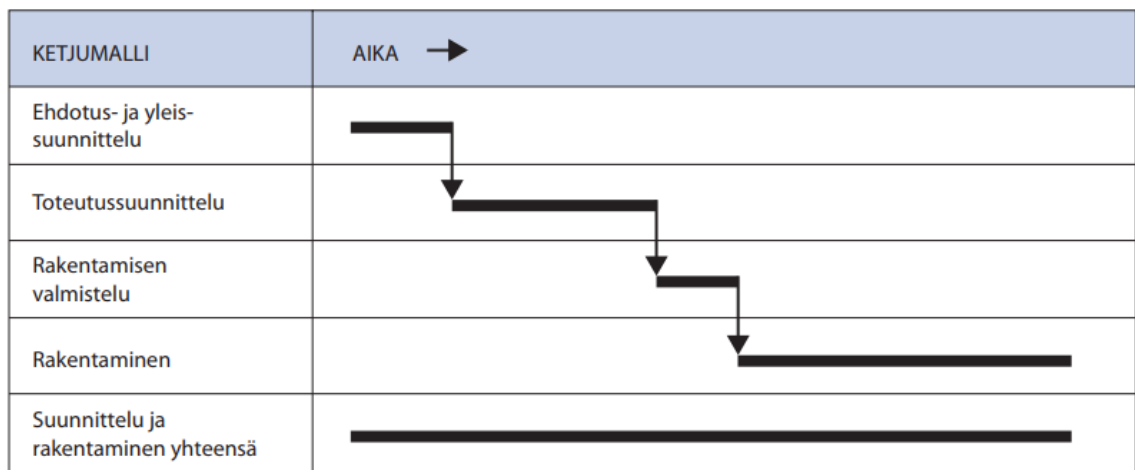 KETJUMALLI
AIKA
Ehdotus- ja yleis-
suunnittelu
Toteutussuunnittelu
Rakentamisen
valmistelu
Rakentaminen
Suunnittelu ja
rakentaminen yhteensä